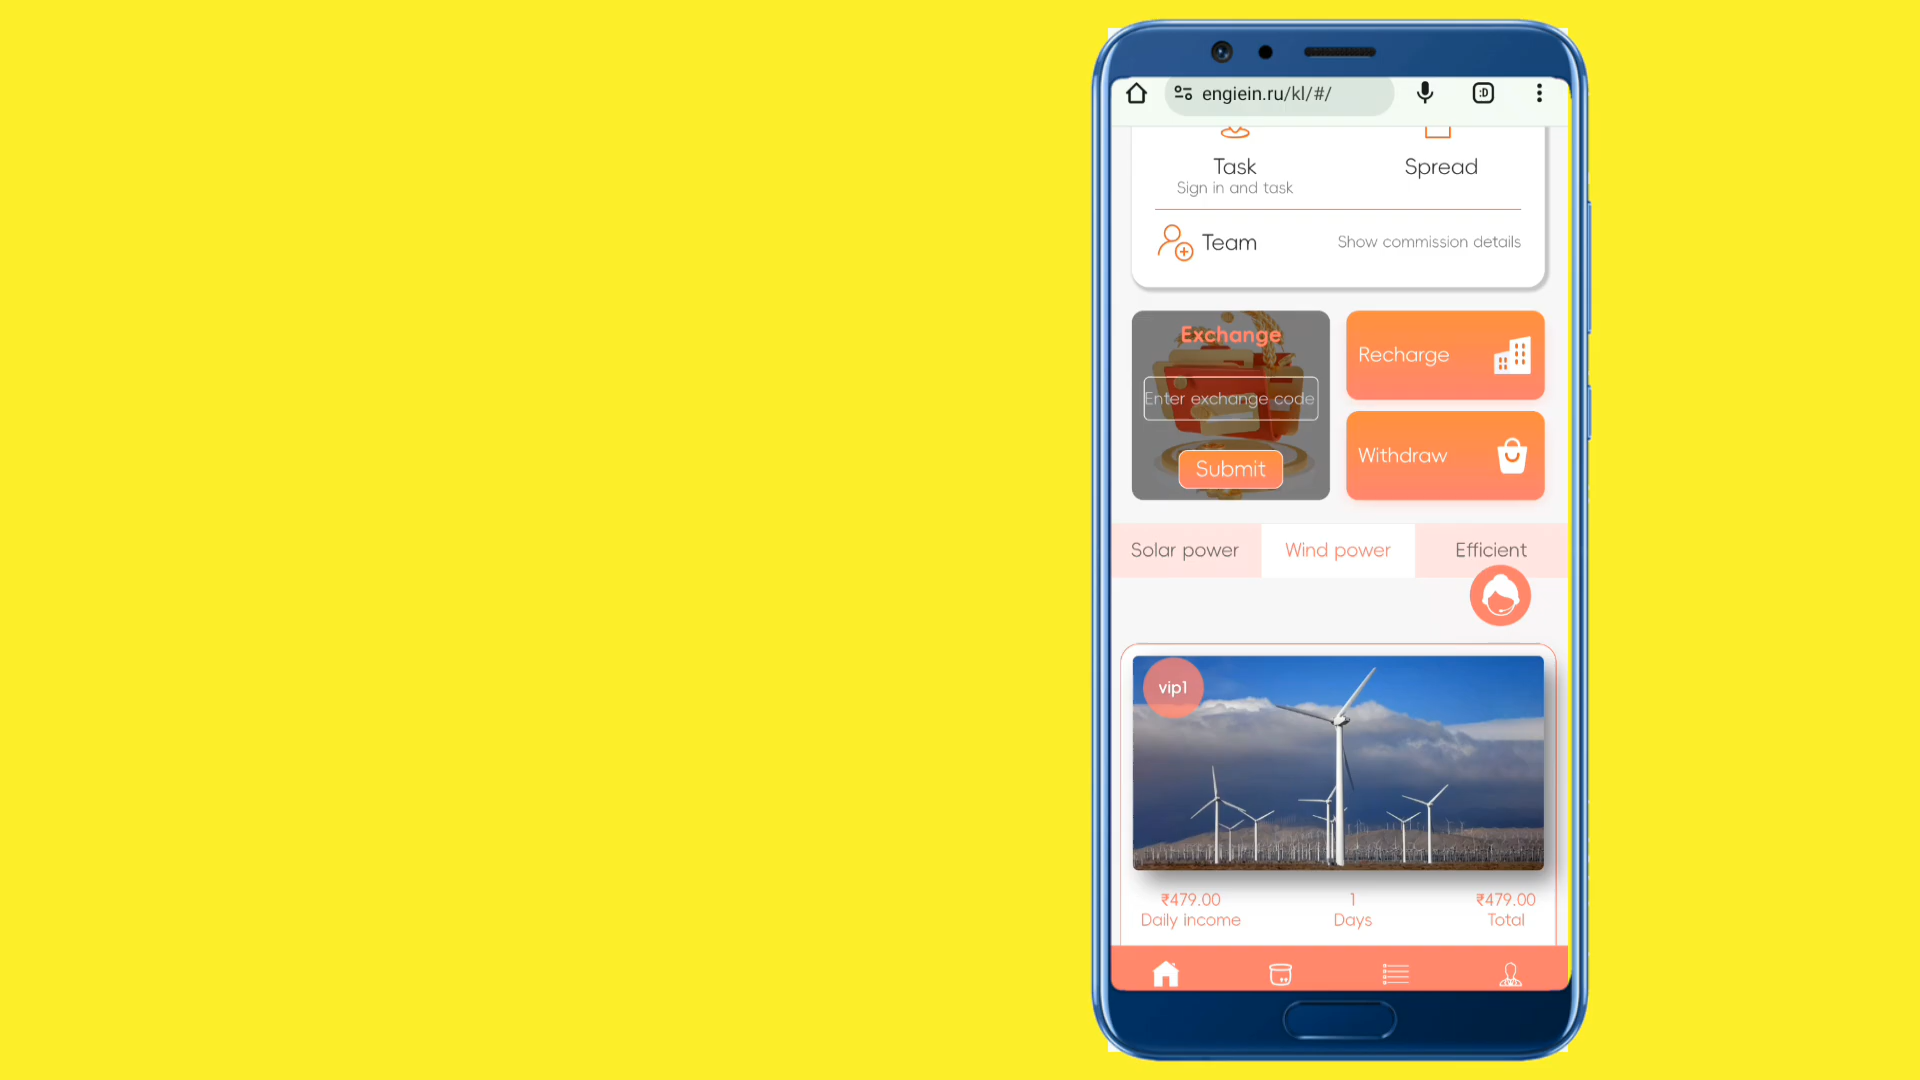 engiein.ru/kl/#/
:D
Task
Spread
Sign in and task
Team
Show commission details
Exchange
Enter exchange code
Submit
Recharge
Withdraw
Solar power
Wind power
Efficient
vip1
₹479.00
1
₹479.00
Daily income
Days
Total